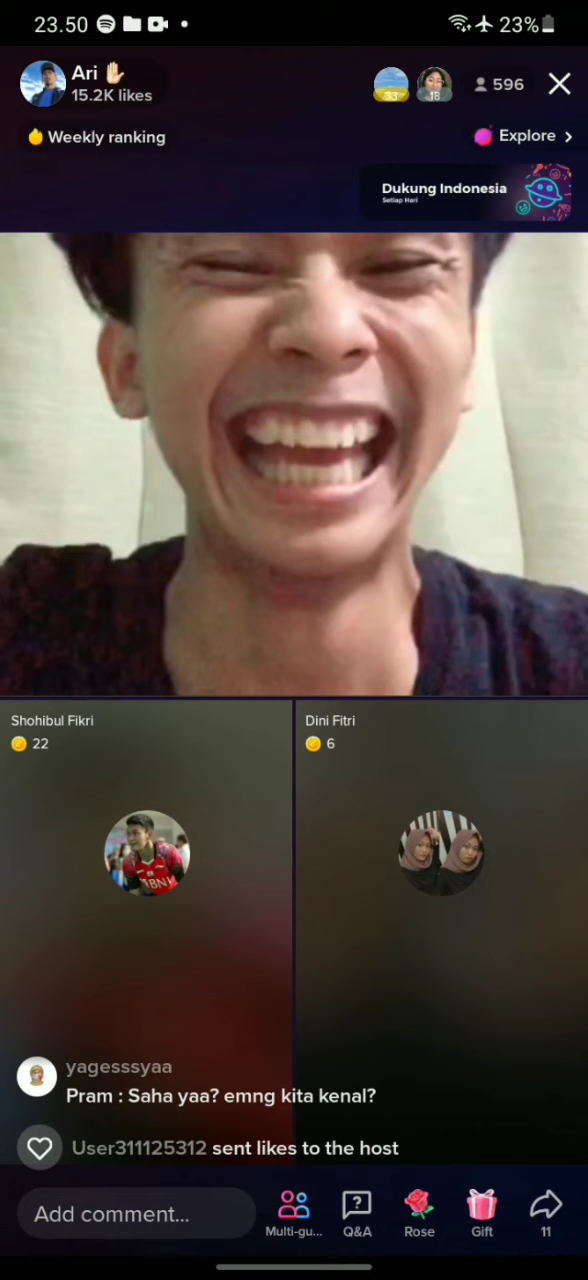 23.50
23%
Ari ✋🏻
15.2K likes
33
18
596
Weekly ranking
Explore
Dukung Indonesia
Setiap Hari
Shohibul Fikri
22
Dini Fitri
6
BNI
yagesssyaa
Pram : Saha yaa? emng kita kenal?
User311125312 sent likes to the host
Add comment...
Multi-gu...
Q&A
Rose
Gift
11